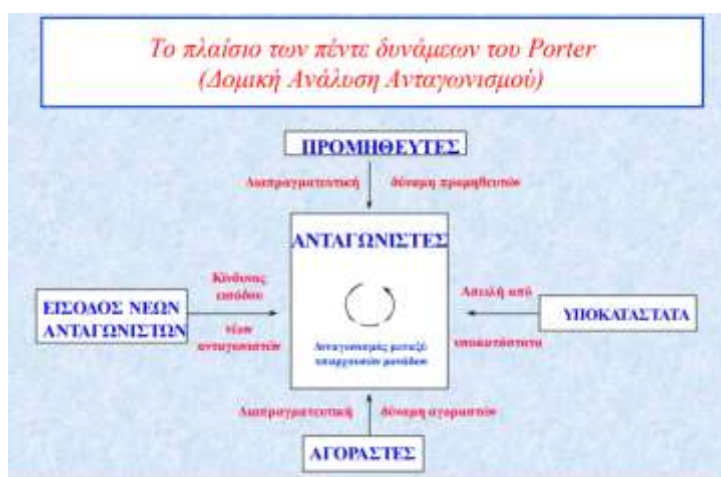 Το πλαίσιο των πέντε δυνάμεων του Porter
(Δομική Ανάλυση Ανταγωνισμού)
ΠΡΟΜΗΘΕΥΤΕΣ
Διαπραγματευτική δύναμη προμηθευτών
ΑΝΤΑΓΩΝΙΣΤΕΣ
Κίνδυνος
εισόδου
νέων
ανταγωνιστών
ΕΙΣΟΔΟΣ ΝΕΩΝ
ΑΝΤΑΓΩΝΙΣΤΩΝ
Ανταγωνισμός μεταξύ
υπαρχουσών μονάδων
Απειλή από
υποκατάστατα
ΥΠΟΚΑΤΑΣΤΑΤΑ
Διαπραγματευτική δύναμη αγοραστών
ΑΓΟΡΑΣΤΕΣ